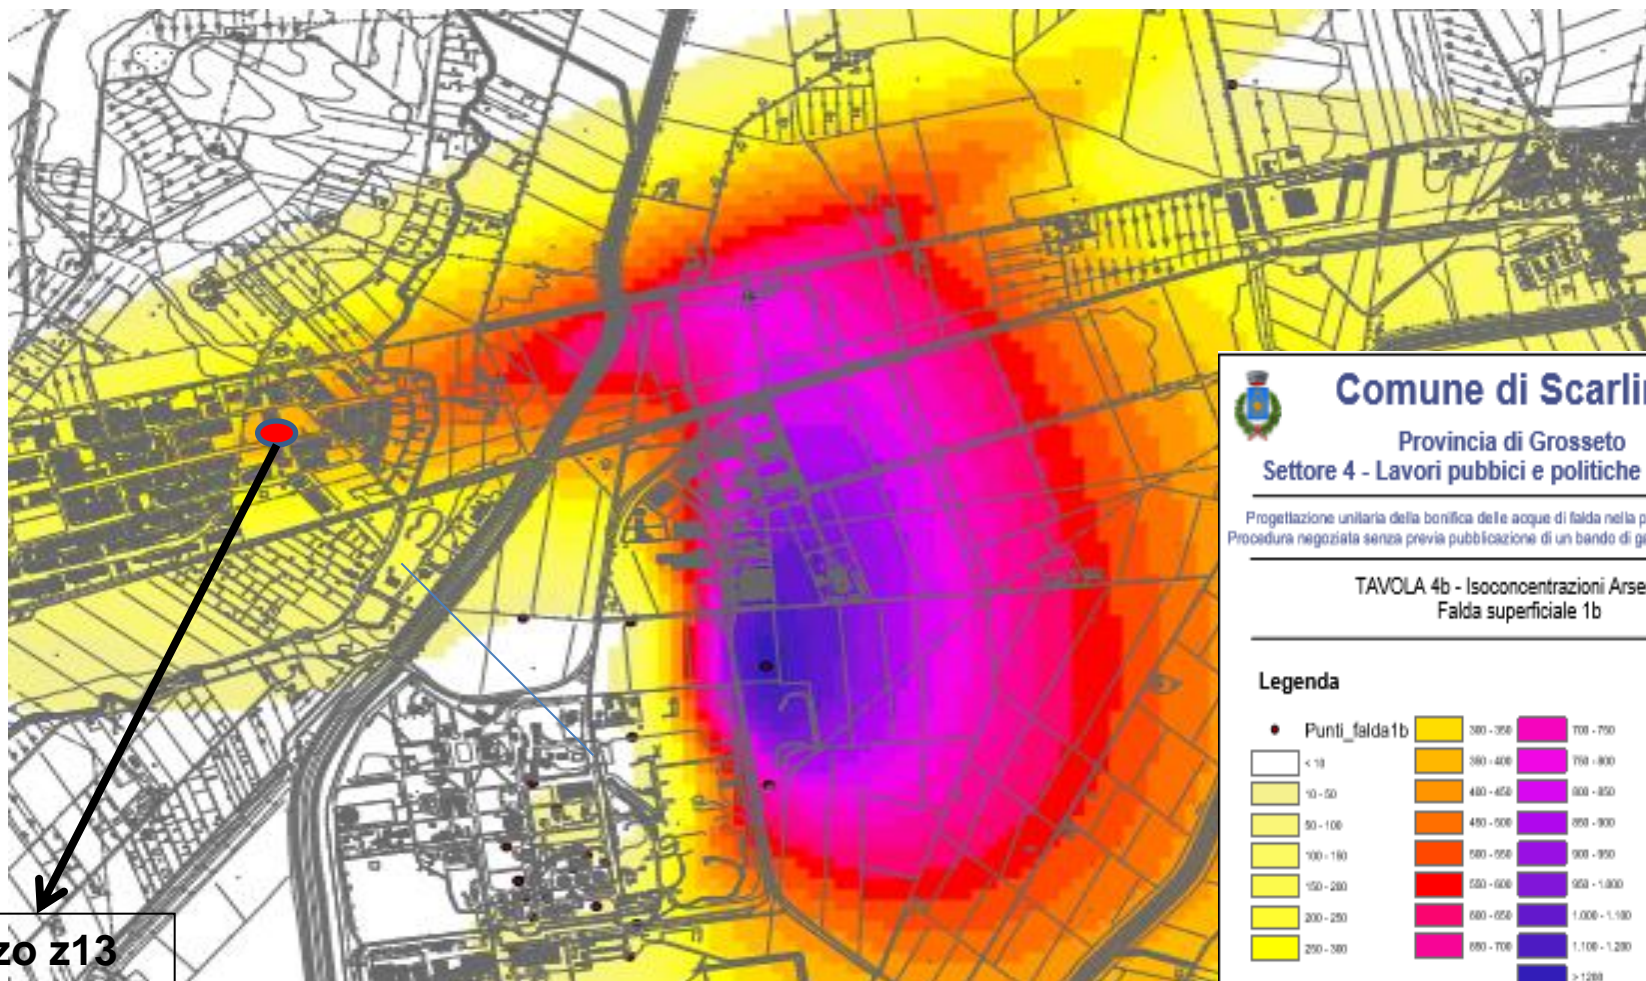 Comune di Scarli
Provincia di Grosseto
Settore 4 - Lavori pubbici e politiche
Progettazione unitaria della bonifica delle acque di falda nella p
Procedura negoziata senza previa pubblicazione di un bando di ga
TAVOLA 4b - Isoconcentrazioni Arse
Falda superficiale 1b
Legenda
Punti_falda1b
< 10
10 - 50
50 - 100
100 - 150
150 - 200
200 - 250
250 - 300
300 - 350
350 - 400
400 - 450
450 - 500
500 - 550
550 - 600
600 - 650
650 - 700
700 - 750
750 - 800
800 - 850
850 - 900
900 - 950
950 - 1.000
1.000 - 1.100
1.100 - 1.200
> 1200
zo z13